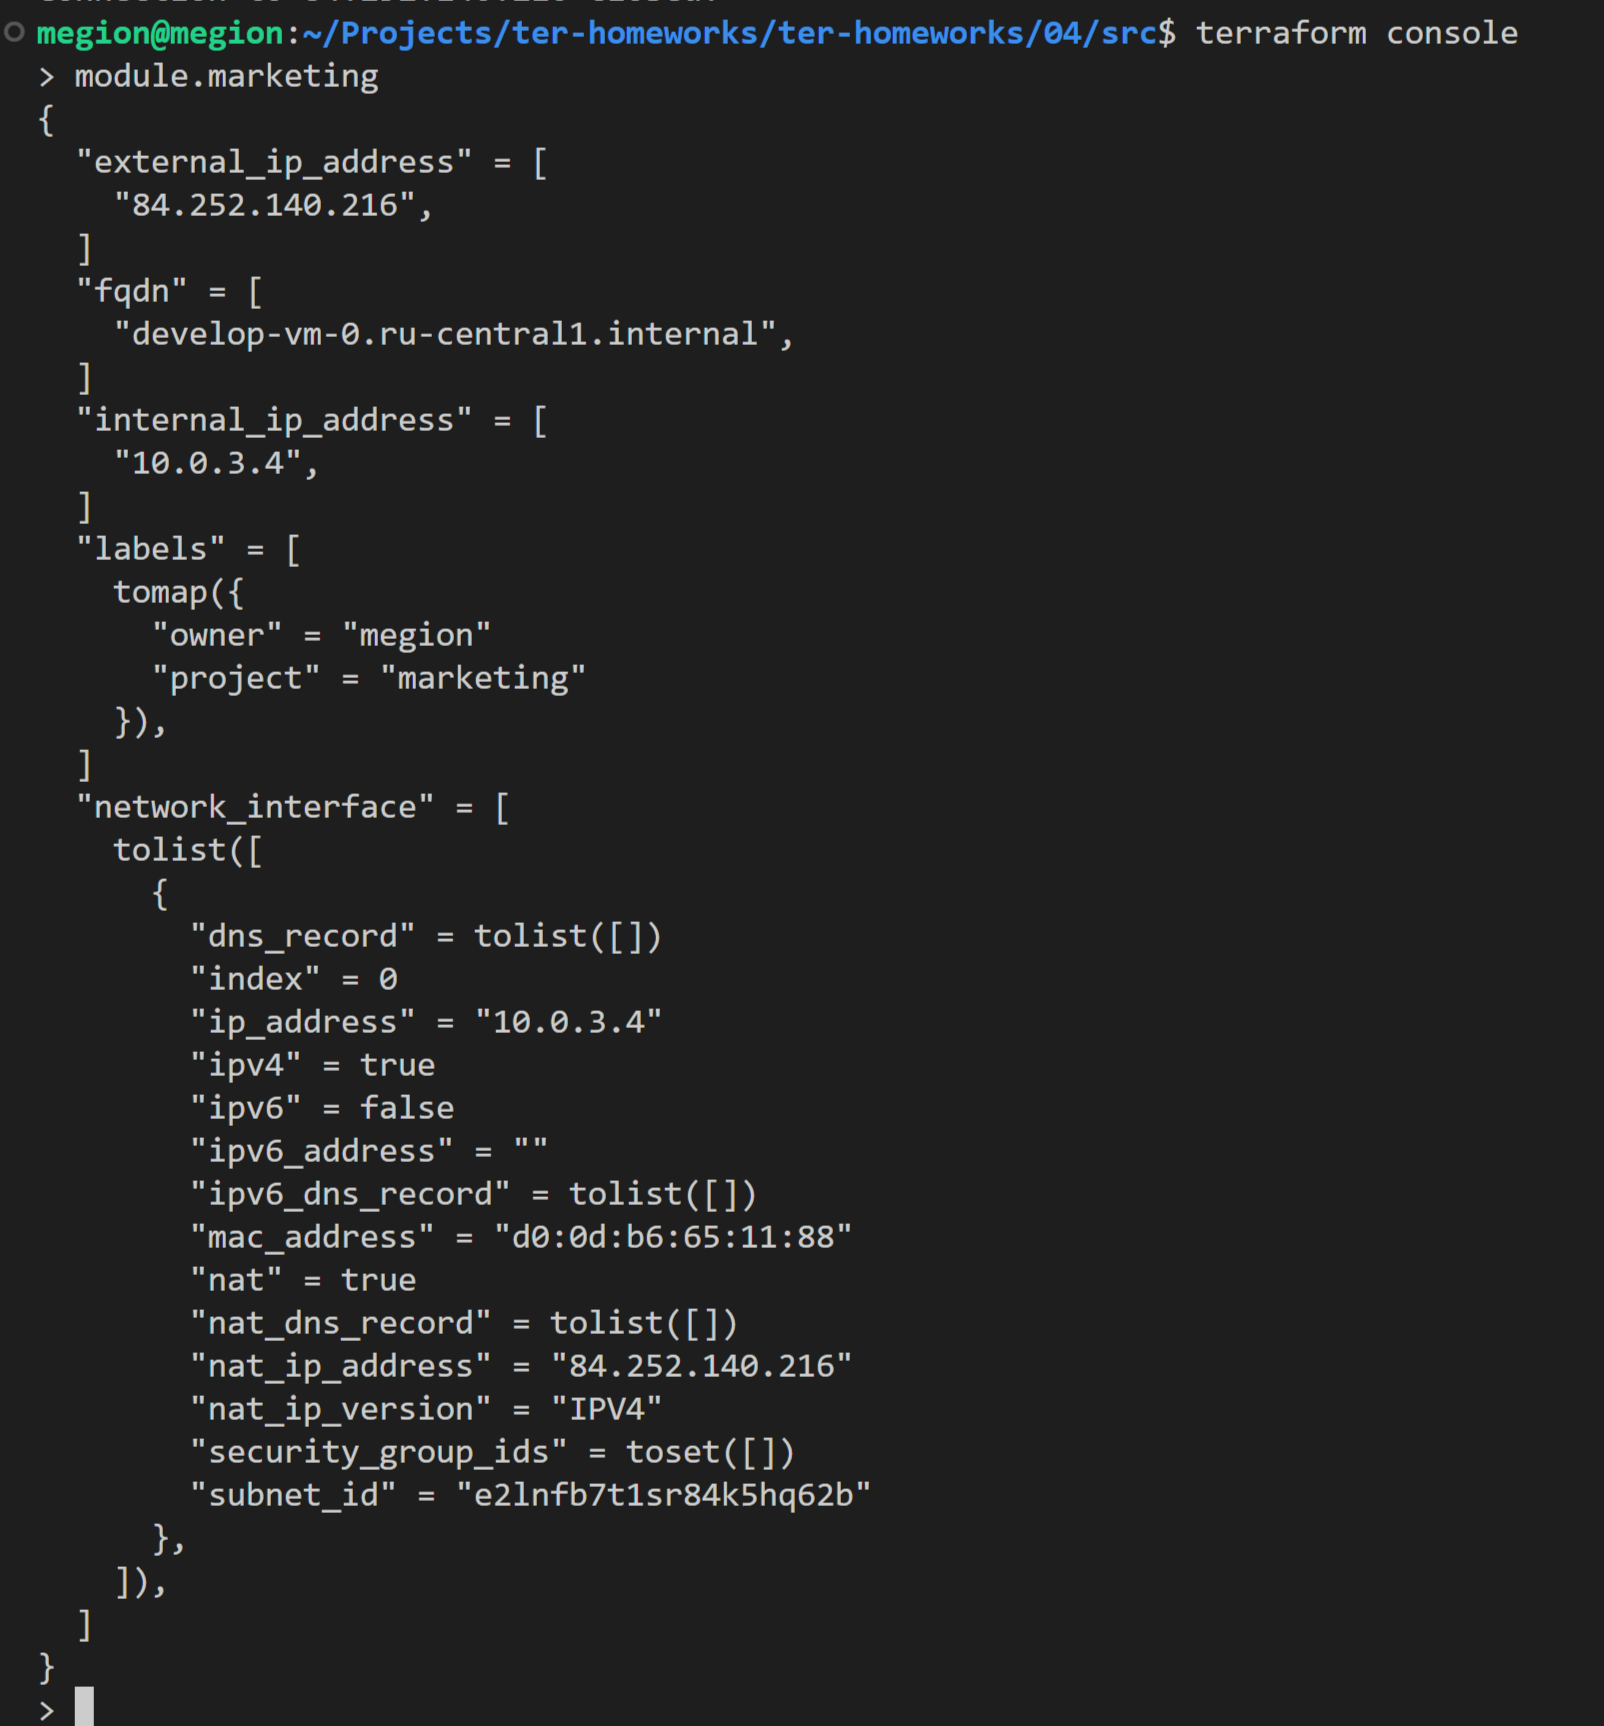 megion@megion:~/Projects/ter-homeworks/ter-homeworks/04/src$ terraform console
> module.marketing
{
  "external_ip_address" = [
    "84.252.140.216",
  ]
  "fqdn" = [
    "develop-vm-0.ru-central1.internal",
  ]
  "internal_ip_address" = [
    "10.0.3.4",
  ]
  "labels" = [
    tomap({
      "owner" = "megion"
      "project" = "marketing"
    }),
  ]
  "network_interface" = [
    tolist([
      {
        "dns_record" = tolist([])
        "index" = 0
        "ip_address" = "10.0.3.4"
        "ipv4" = true
        "ipv6" = false
        "ipv6_address" = ""
        "ipv6_dns_record" = tolist([])
        "mac_address" = "d0:0d:b6:65:11:88"
        "nat" = true
        "nat_dns_record" = tolist([])
        "nat_ip_address" = "84.252.140.216"
        "nat_ip_version" = "IPV4"
        "security_group_ids" = toset([])
        "subnet_id" = "e2lnfb7t1sr84k5hq62b"
      },
    ]),
  ]
}
>